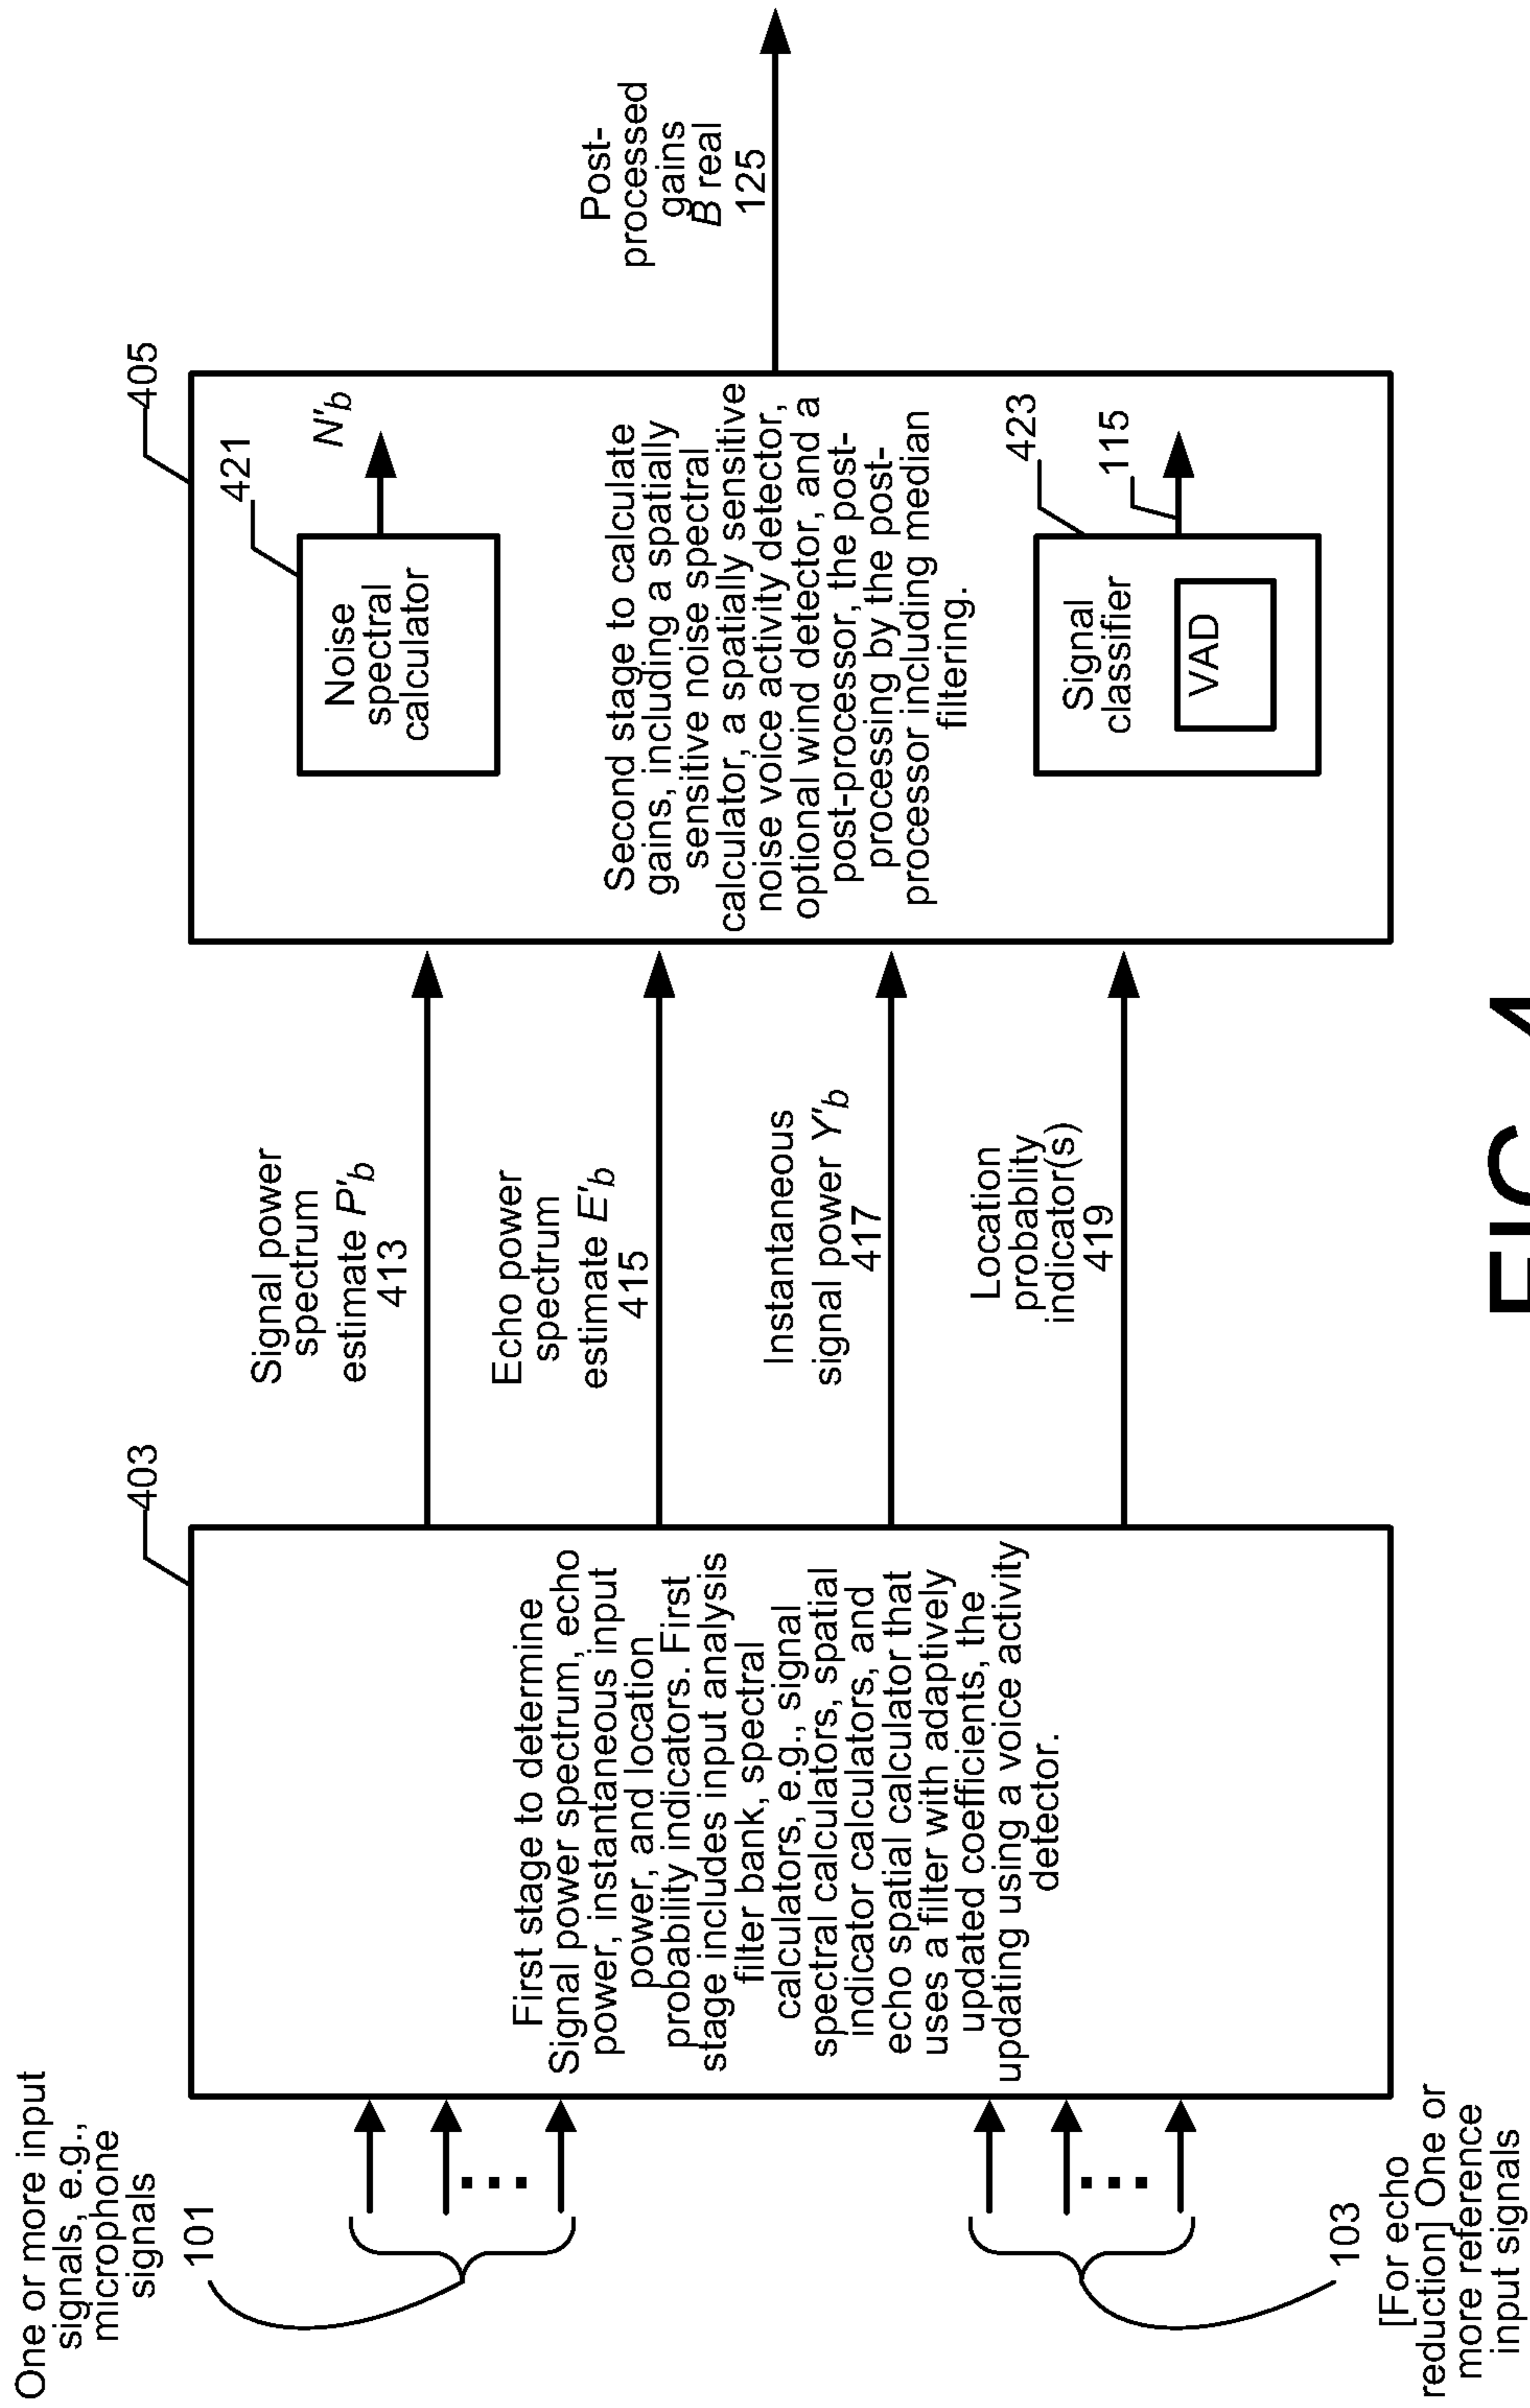 One or more input
signals, e.g.,
microphone
signals
101
[For echo
reduction] One or
more reference
input signals
103
403
First stage to determine
Signal power spectrum, echo
power, instantaneous input
power, and location
probability indicators. First
stage includes input analysis
filter bank, spectral
calculators, e.g., signal
spectral calculators, spatial
indicator calculators, and
echo spatial calculator that
uses a filter with adaptively
updated coefficients, the
updating using a voice activity
detector.
Signal power
spectrum
estimate P'b
413
Echo power
spectrum
estimate E'b
415
Instantaneous
signal power Y'b
417
Location
probablity
indicator(s)
419
405
421
Noise
spectral
calculator
N'b
Second stage to calculate
gains, including a spatially
sensitive noise spectral
calculator, a spatially sensitive
noise voice activity detector,
optional wind detector, and a
post-processor, the post-
processing by the post-
processor including median
filtering.
423
Signal
classifier
VAD
115
Post-
processed
gains
B real
125
FIG. 4